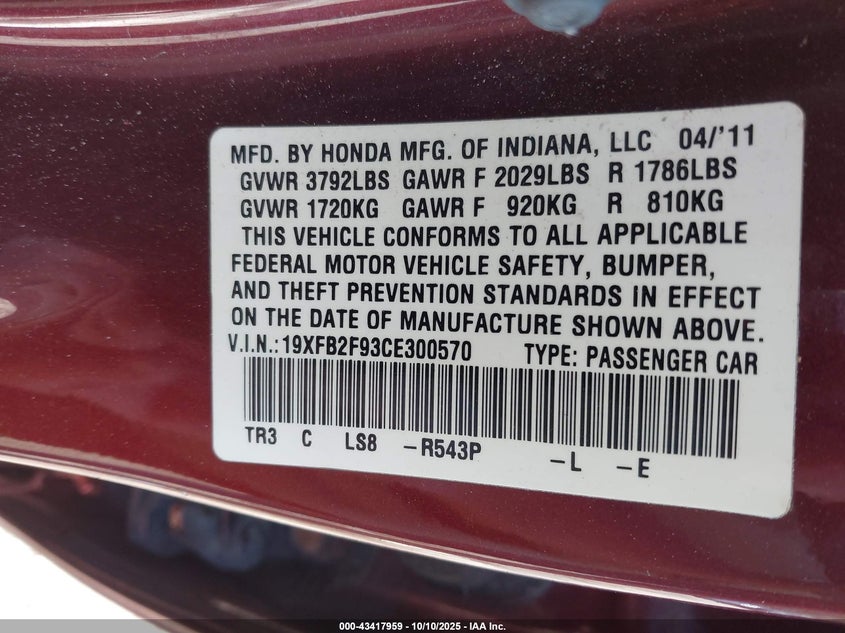 MFD. BY HONDA MFG. OF INDIANA, LLC 04/'11
GVWR 3792LBS GAWR F 2029LBS R 1786LBS
GVWR 1720KG GAWR F 920KG R 810KG
THIS VEHICLE CONFORMS TO ALL APPLICABLE
FEDERAL MOTOR VEHICLE SAFETY, BUMPER,
AND THEFT PREVENTION STANDARDS IN EFFECT
ON THE DATE OF MANUFACTURE SHOWN ABOVE.
V.I.N.:19XFB2F93CE300570 TYPE: PASSENGER CAR
TR3 C LS8 -R543P -L -E
000-43417959 - 10/10/2025 - IAA Inc.